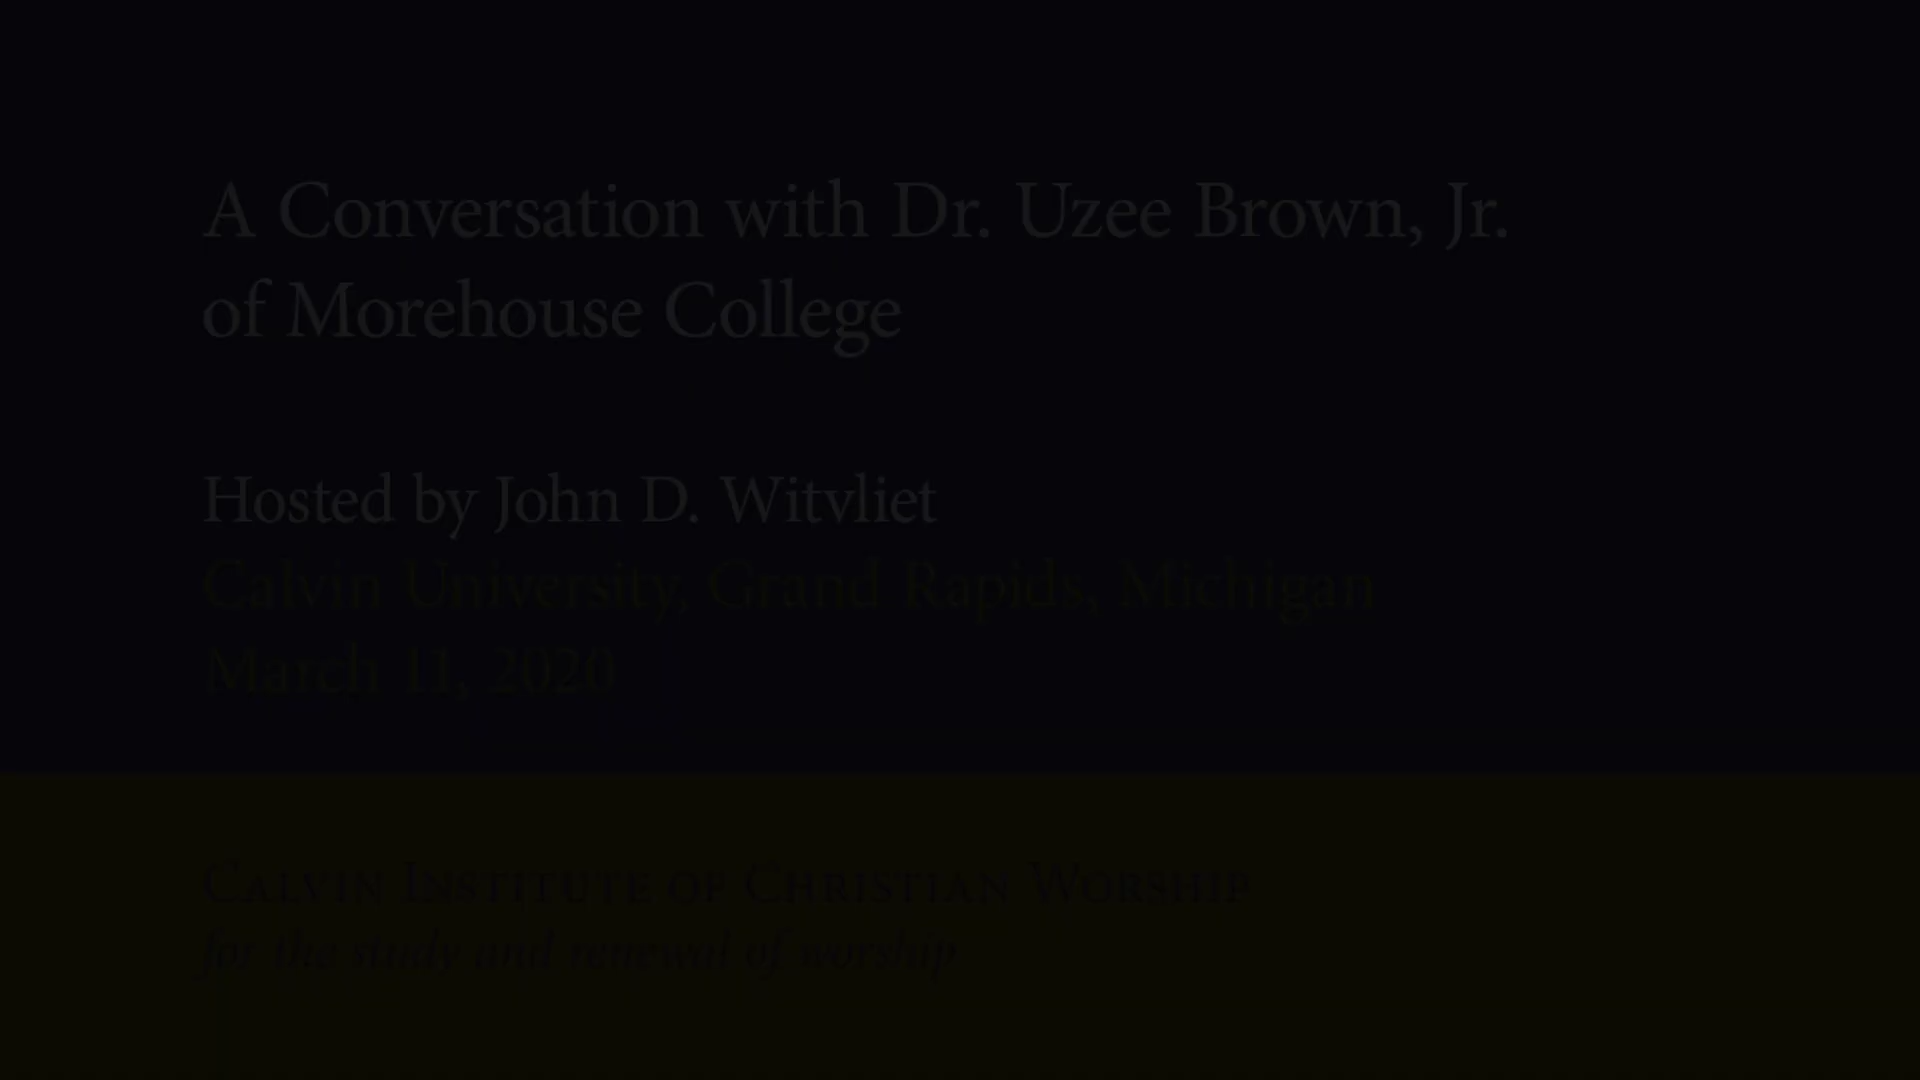 A Conversation with Dr. Uzee Brown, Jr.
of Morehouse College
Hosted by John D. Witvliet
Calvin University, Grand Rapids, Michigan
March 11, 2020
CALVIN INSTITUTE OF CHRISTIAN WORSHIP
for the study and renewal of worship